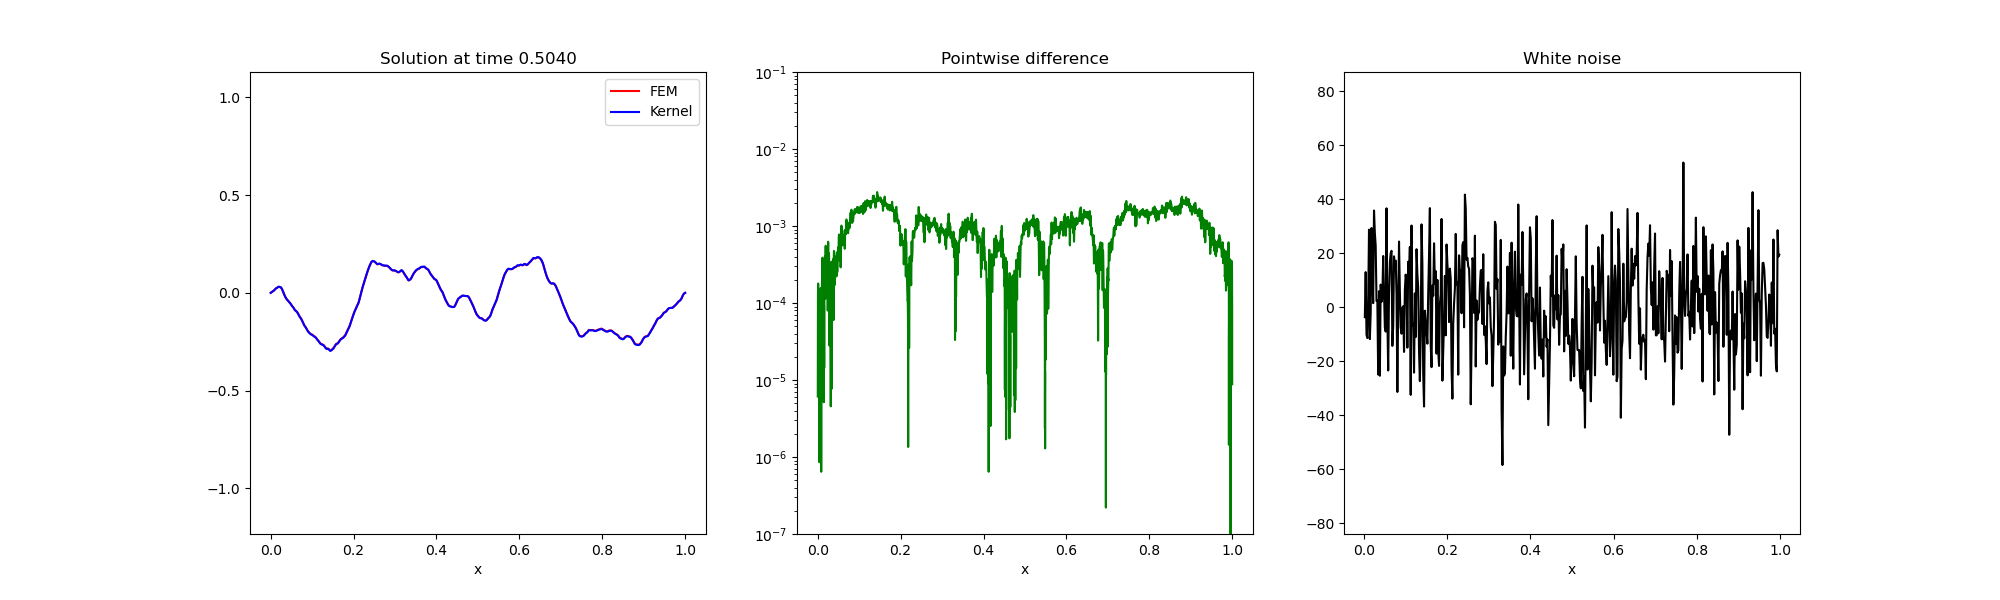 Solution at time 0.5040
1.0
0.5
0.0
−0.5
−1.0
FEM
Kernel
0.0 0.2 0.4 0.6 0.8 1.0
x
Pointwise difference
10⁻¹
10⁻²
10⁻³
10⁻⁴
10⁻⁵
10⁻⁶
10⁻⁷
0.0 0.2 0.4 0.6 0.8 1.0
x
White noise
80
60
40
20
0
−20
−40
−60
−80
0.0 0.2 0.4 0.6 0.8 1.0
x